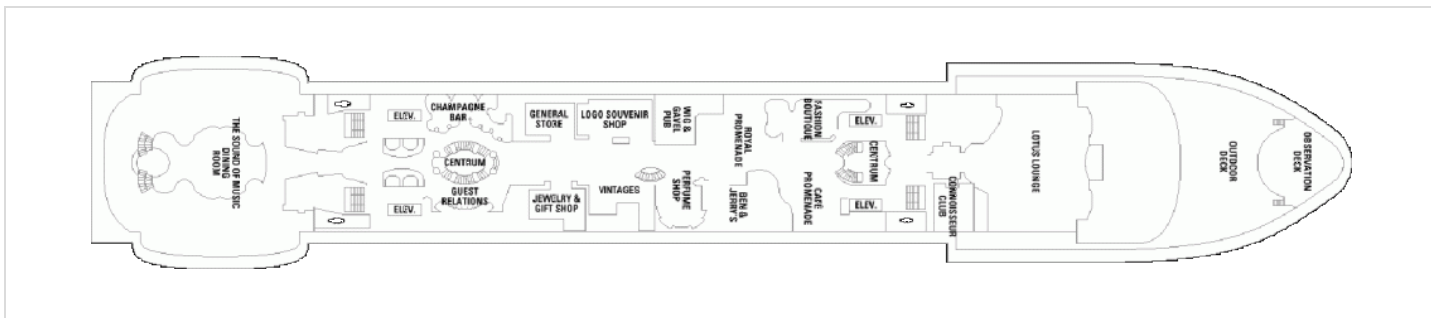 THE SOUND OF MUSIC
DINING
ROOM
ELEV.
ELEV.
CHAMPAGNE
BAR
CENTRUM
GUEST
RELATIONS
GENERAL
STORE
LOGO SOUVENIR
SHOP
JEWELRY &
GIFT SHOP
VINTAGES
WIG &
GAVEL
PUB
PERFUME
SHOP
ROYAL
PROMENADE
BEN &
JERRY'S
FASHION
BOUTIQUE
CAFÉ
PROMENADE
ELEV.
CENTRUM
ELEV.
CONNOISSEUR
CLUB
LOTUS LOUNGE
OUTDOOR
DECK
OBSERVATION
DECK